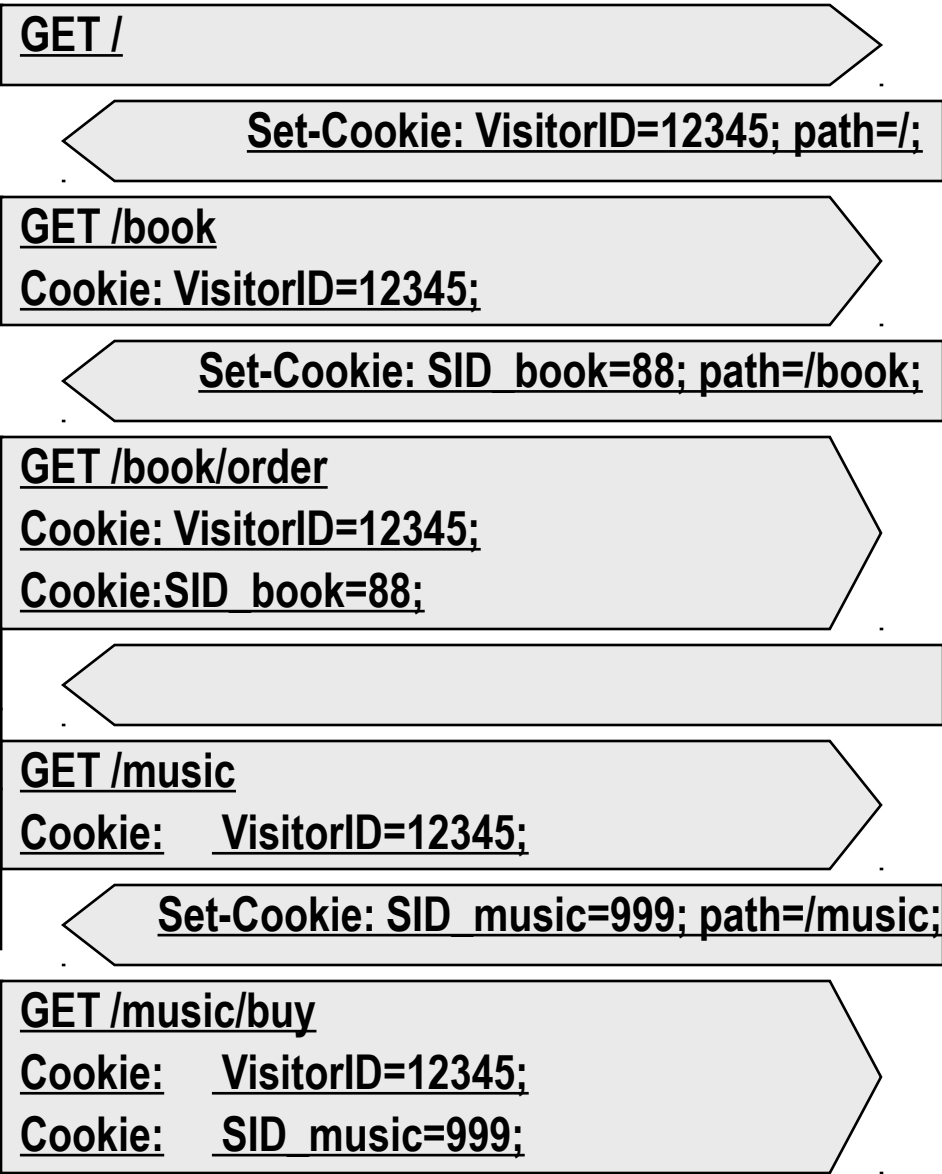 GET /
Set-Cookie: VisitorID=12345; path=/;
GET /book
Cookie: VisitorID=12345;
Set-Cookie: SID_book=88; path=/book;
GET /book/order
Cookie: VisitorID=12345;
Cookie:SID_book=88;
GET /music
Cookie: VisitorID=12345;
Set-Cookie: SID_music=999; path=/music;
GET /music/buy
Cookie: VisitorID=12345;
Cookie: SID_music=999;